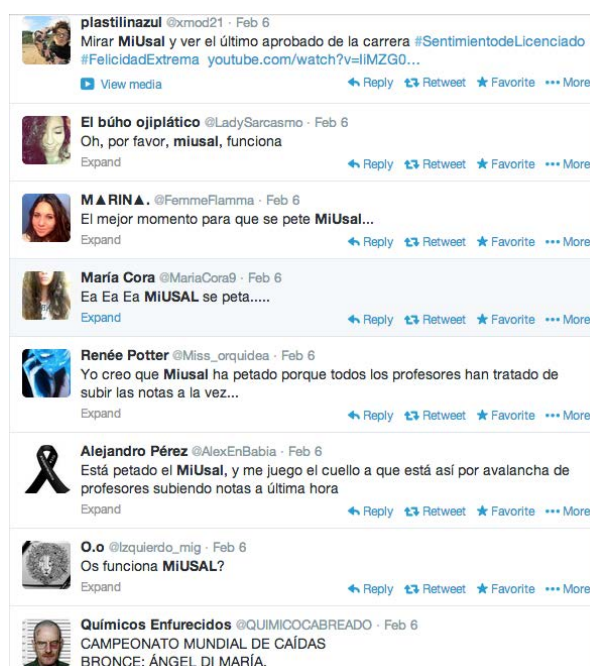 plastilinazul @xmod21 · Feb 6
Mirar MiUsal y ver el último aprobado de la carrera #SentimientodeLicenciado
#FelicidadExtrema youtube.com/watch?v=IiMZG0...
View media Reply Retweet Favorite More
El búho ojiplático @LadySarcasmo · Feb 6
Oh, por favor, miusal, funciona
Expand Reply Retweet Favorite More
M▲RIN▲. @FemmeFlamma · Feb 6
El mejor momento para que se pete MiUsal...
Expand Reply Retweet Favorite More
María Cora @MariaCora9 · Feb 6
Ea Ea Ea MiUSAL se peta.....
Expand Reply Retweet Favorite More
Renée Potter @Miss_orquidea · Feb 6
Yo creo que Miusal ha petado porque todos los profesores han tratado de
subir las notas a la vez...
Expand Reply Retweet Favorite More
Alejandro Pérez @AlexEnBabia · Feb 6
Está petado el MiUsal, y me juego el cuello a que está así por avalancha de
profesores subiendo notas a última hora
Expand Reply Retweet Favorite More
O.o @Izquierdo_mig · Feb 6
Os funciona MiUSAL?
Expand Reply Retweet Favorite More
Químicos Enfurecidos @QUIMICOCABREADO · Feb 6
CAMPEONATO MUNDIAL DE CAÍDAS
BRONCE: ÁNGEL DI MARÍA.